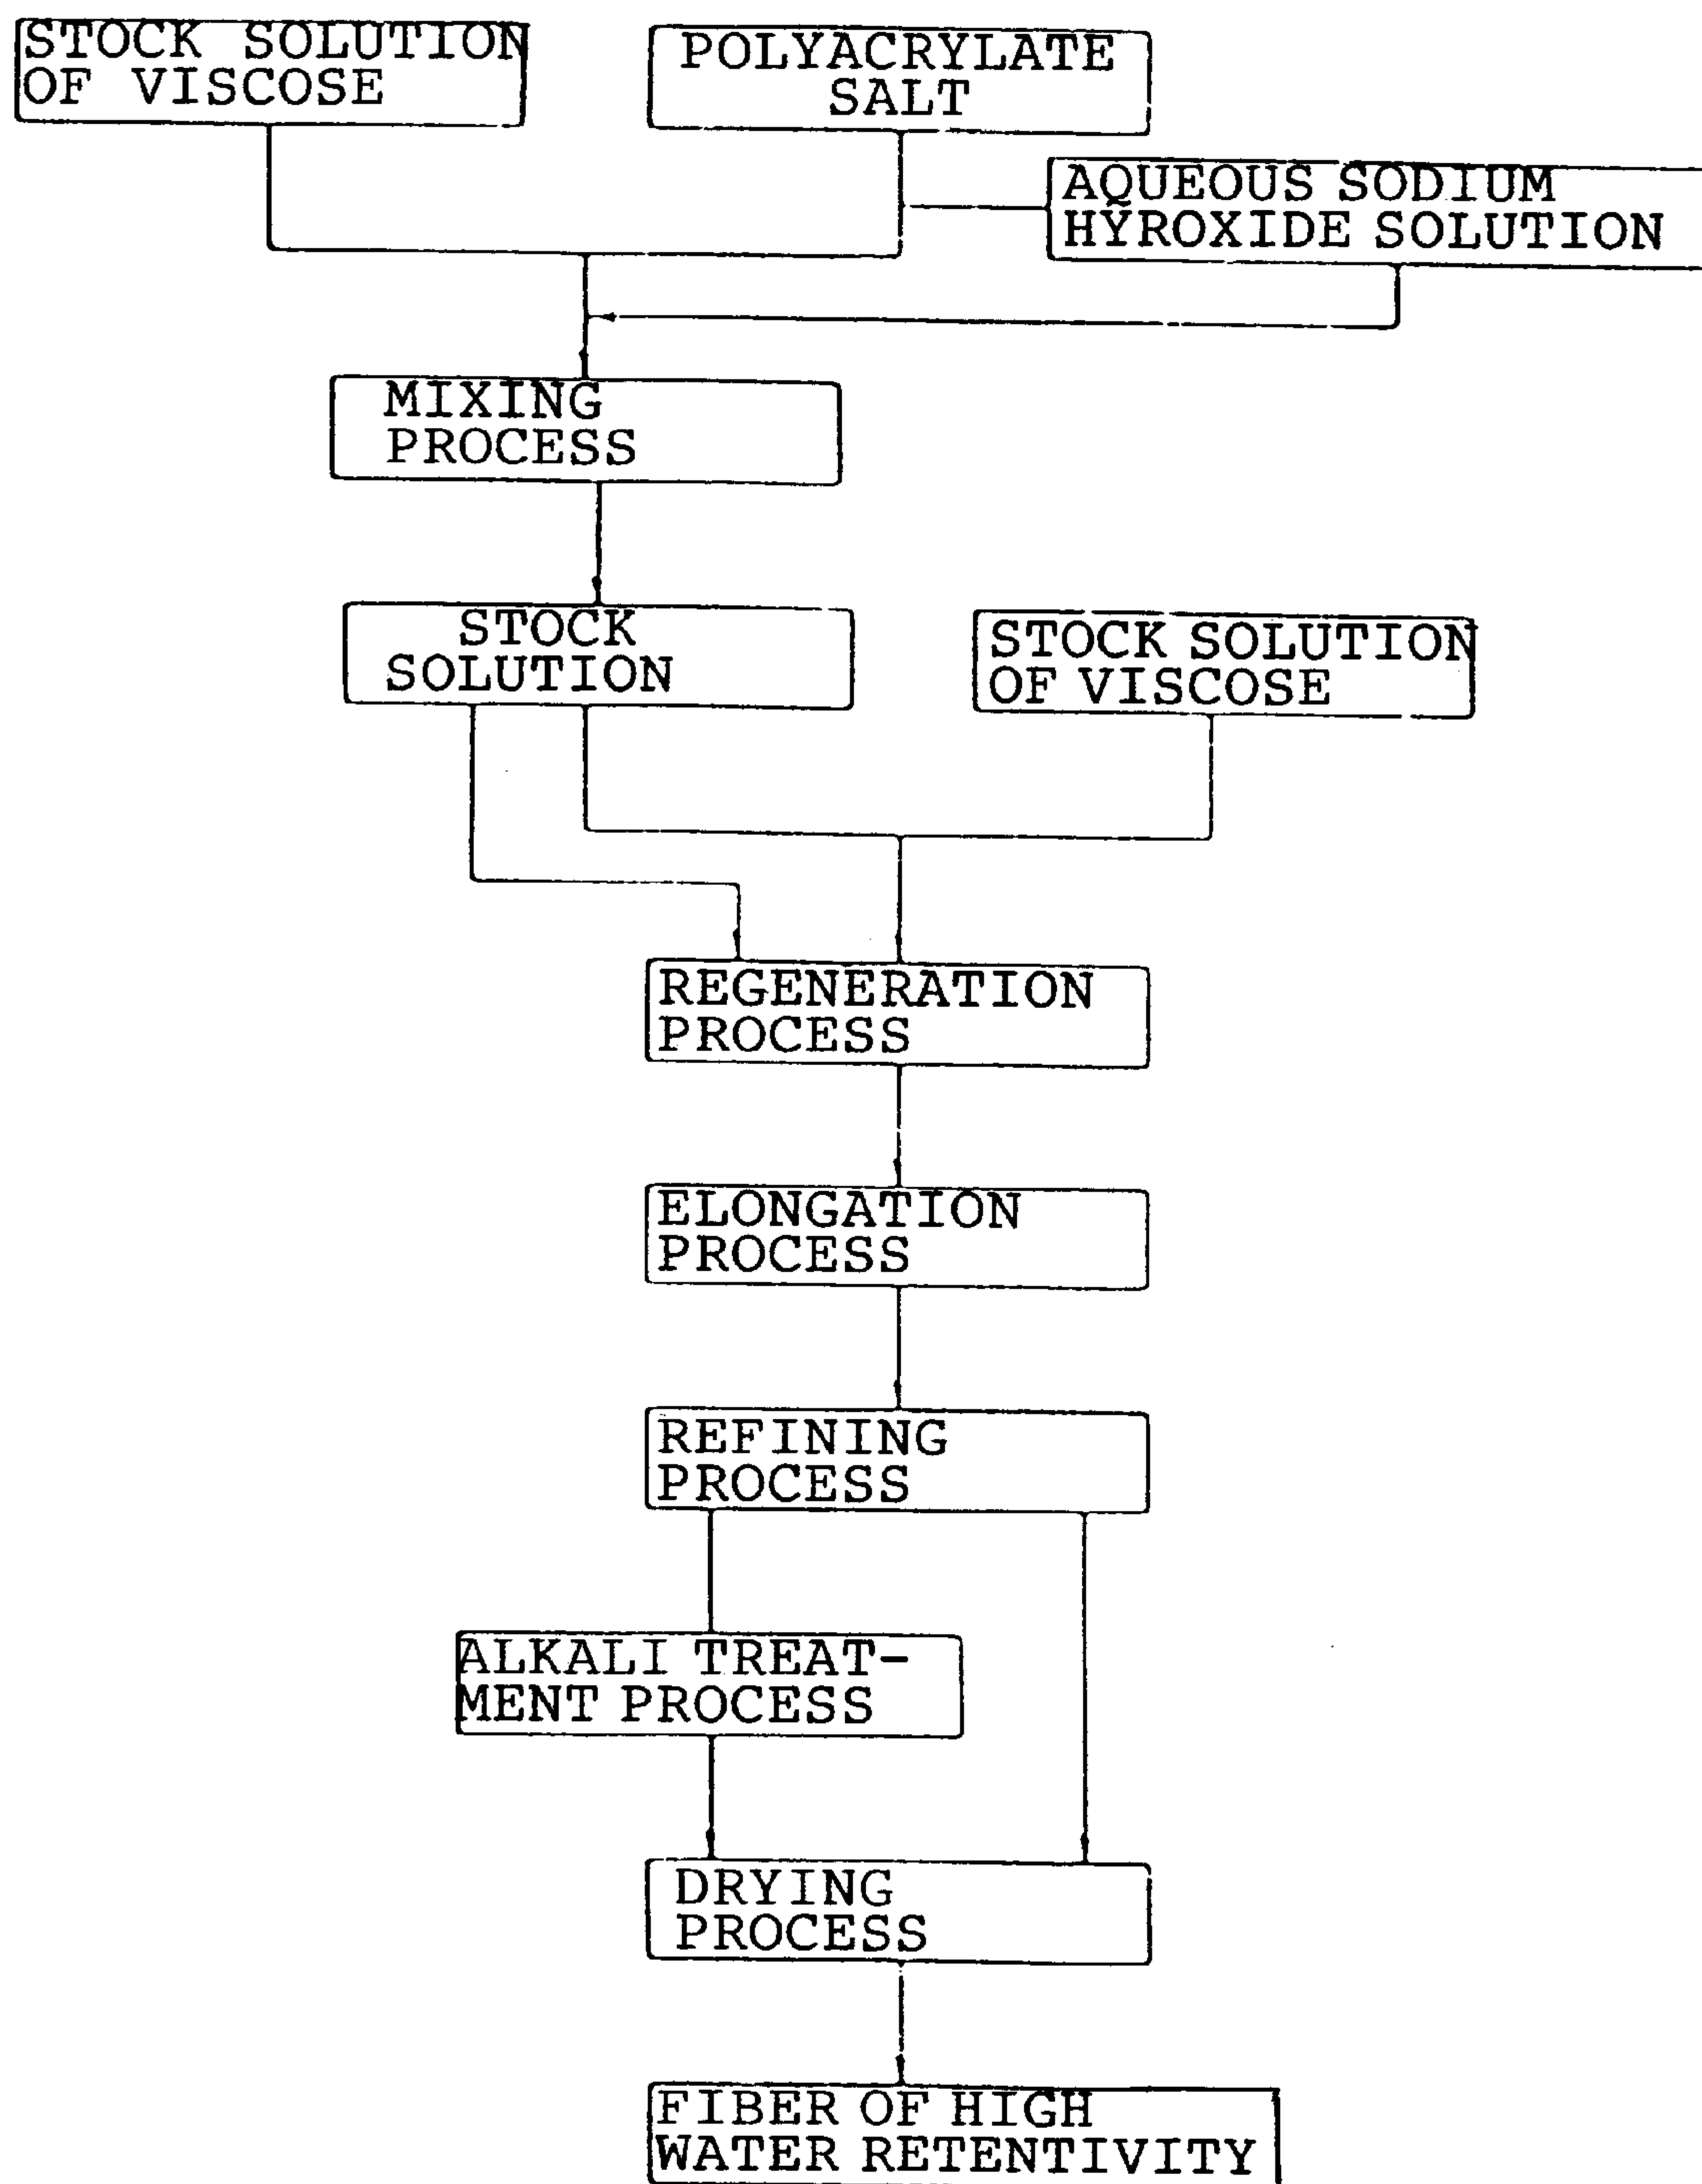 STOCK SOLUTION
OF VISCOSE
POLYACRYLATE
SALT
AQUEOUS SODIUM
HYROXIDE SOLUTION
MIXING
PROCESS
STOCK
SOLUTION
STOCK SOLUTION
OF VISCOSE
REGENERATION
PROCESS
ELONGATION
PROCESS
REFINING
PROCESS
ALKALI TREAT-
MENT PROCESS
DRYING
PROCESS
FIBER OF HIGH
WATER RETENTIVITY